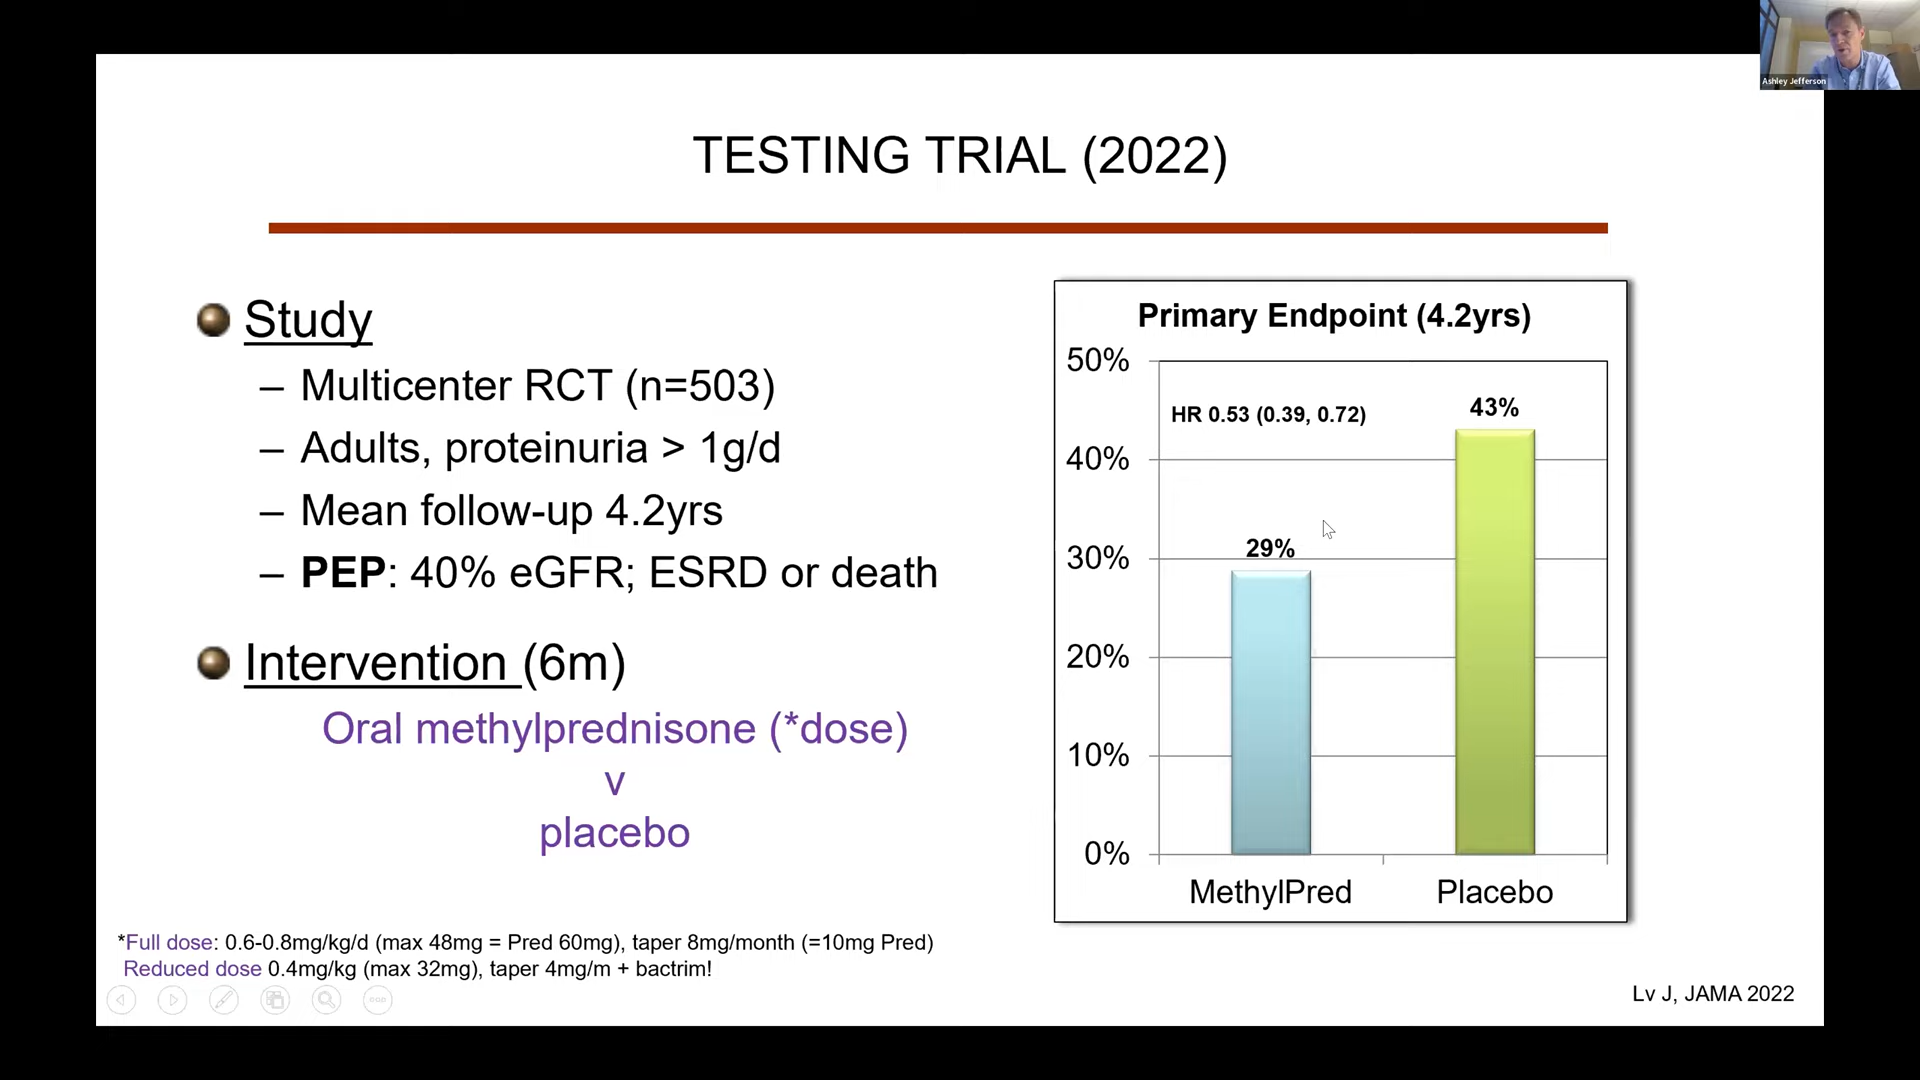 Ashley Jefferson
TESTING TRIAL (2022)
Study
– Multicenter RCT (n=503)
– Adults, proteinuria > 1g/d
– Mean follow-up 4.2yrs
– PEP: 40% eGFR; ESRD or death
Intervention (6m)
Oral methylprednisone (*dose)
v
placebo
*Full dose: 0.6-0.8mg/kg/d (max 48mg = Pred 60mg), taper 8mg/month (=10mg Pred)
Reduced dose 0.4mg/kg (max 32mg), taper 4mg/m + bactrim!
Primary Endpoint (4.2yrs)
50%
40%
30%
20%
10%
0%
HR 0.53 (0.39, 0.72)
29%
43%
MethylPred
Placebo
Lv J, JAMA 2022